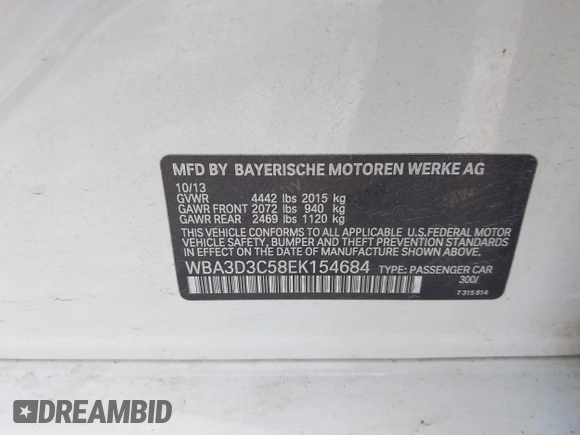 MFD BY BAYERISCHE MOTOREN WERKE AG
10/13
GVWR 4442 lbs 2015 kg
GAWR FRONT 2072 lbs 940 kg
GAWR REAR 2469 lbs 1120 kg
THIS VEHICLE CONFORMS TO ALL APPLICABLE U.S. FEDERAL MOTOR
VEHICLE SAFETY, BUMPER AND THEFT PREVENTION STANDARDS
IN EFFECT ON THE DATE OF MANUFACTURE SHOWN ABOVE.
WBA3D3C58EK154684 TYPE: PASSENGER CAR
300/
7 315 814
DREAMBID